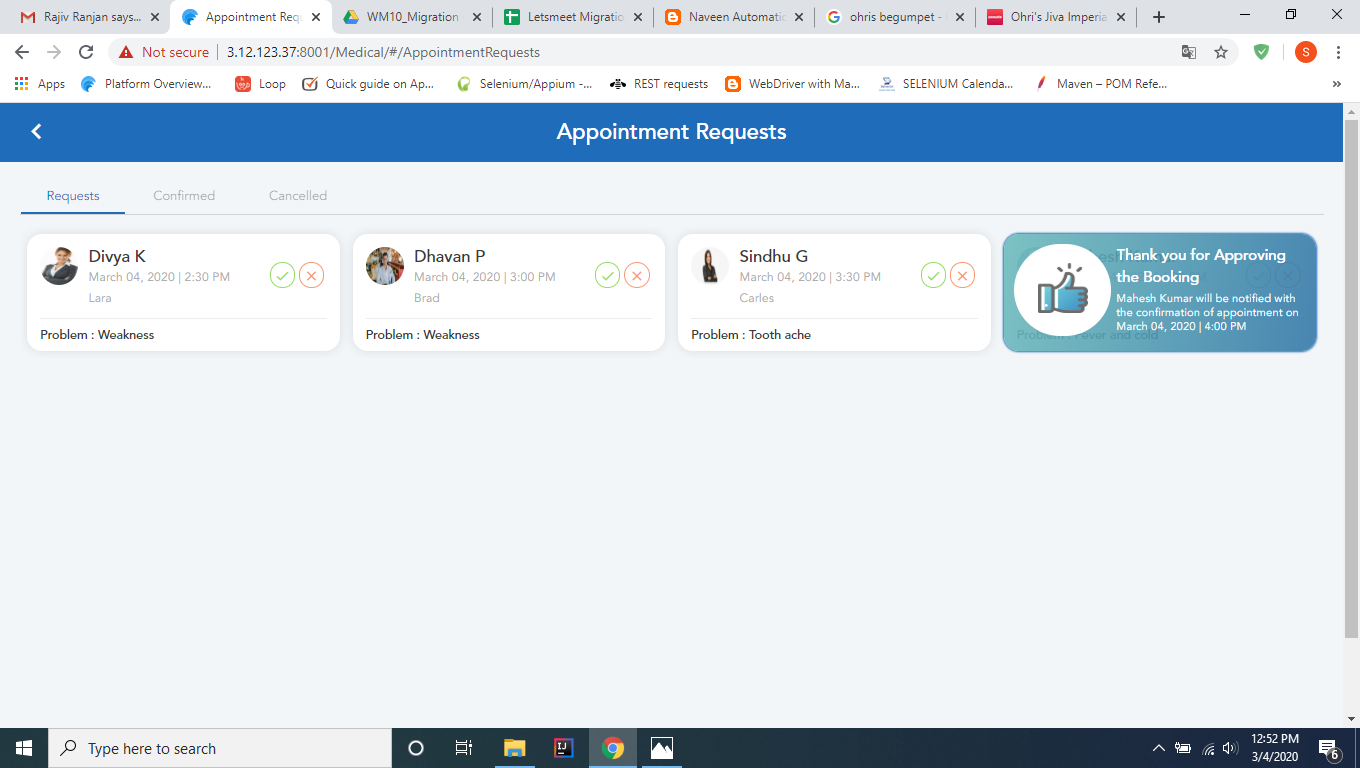 Rajiv Ranjan says...
Appointment Requ
WM10_Migration
Letsmeet Migratio
Naveen Automatic
ohris begumpet -
Ohri's Jiva Imperia
Not secure
3.12.123.37:8001/Medical/#/AppointmentRequests
S
Apps
Platform Overview...
Loop
Quick guide on Ap...
Selenium/Appium -...
REST requests
WebDriver with Ma...
SELENIUM Calenda...
Maven – POM Refe...
»
Appointment Requests
Requests
Confirmed
Cancelled
Divya K
March 04, 2020 | 2:30 PM
Lara
Problem : Weakness
Dhavan P
March 04, 2020 | 3:00 PM
Brad
Problem : Weakness
Sindhu G
March 04, 2020 | 3:30 PM
Carles
Problem : Tooth ache
Thank you for Approving
the Booking
Mahesh Kumar will be notified with
the confirmation of appointment on
March 04, 2020 | 4:00 PM
Problem : Fever and cold
Type here to search
IJ
12:52 PM
3/4/2020
6